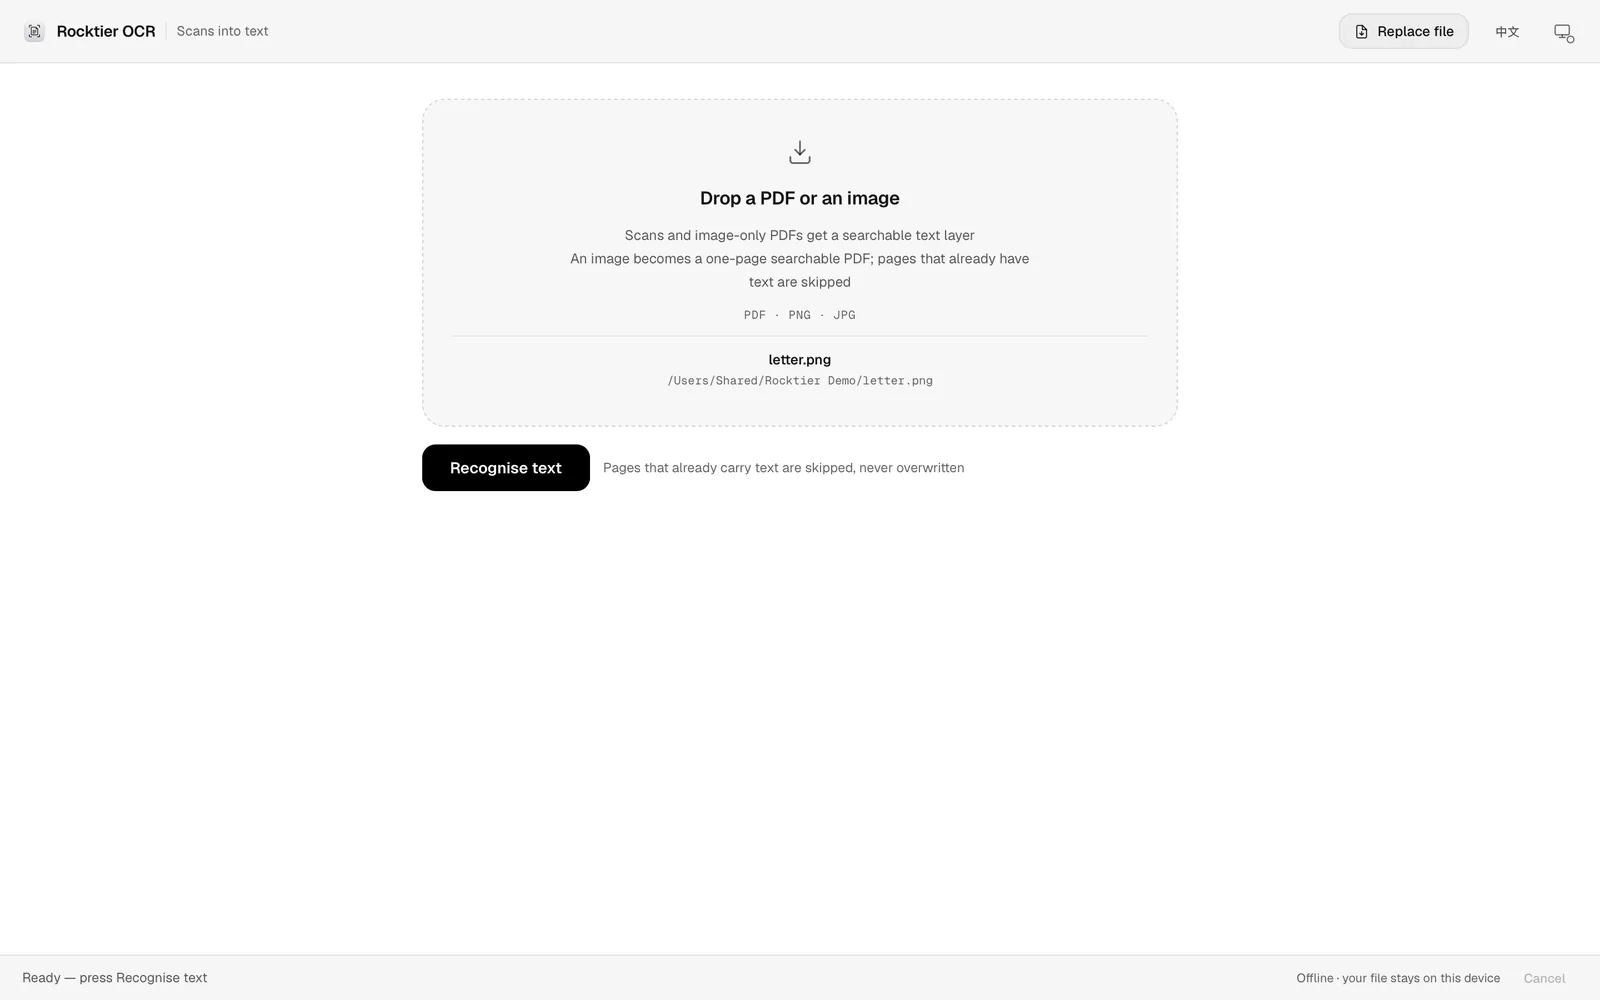 Rocktier OCR
Scans into text
Replace file
中文
Drop a PDF or an image
Scans and image-only PDFs get a searchable text layer
An image becomes a one-page searchable PDF; pages that already have
text are skipped
PDF · PNG · JPG
letter.png
/Users/Shared/Rocktier Demo/letter.png
Recognise text
Pages that already carry text are skipped, never overwritten
Ready — press Recognise text
Offline · your file stays on this device
Cancel